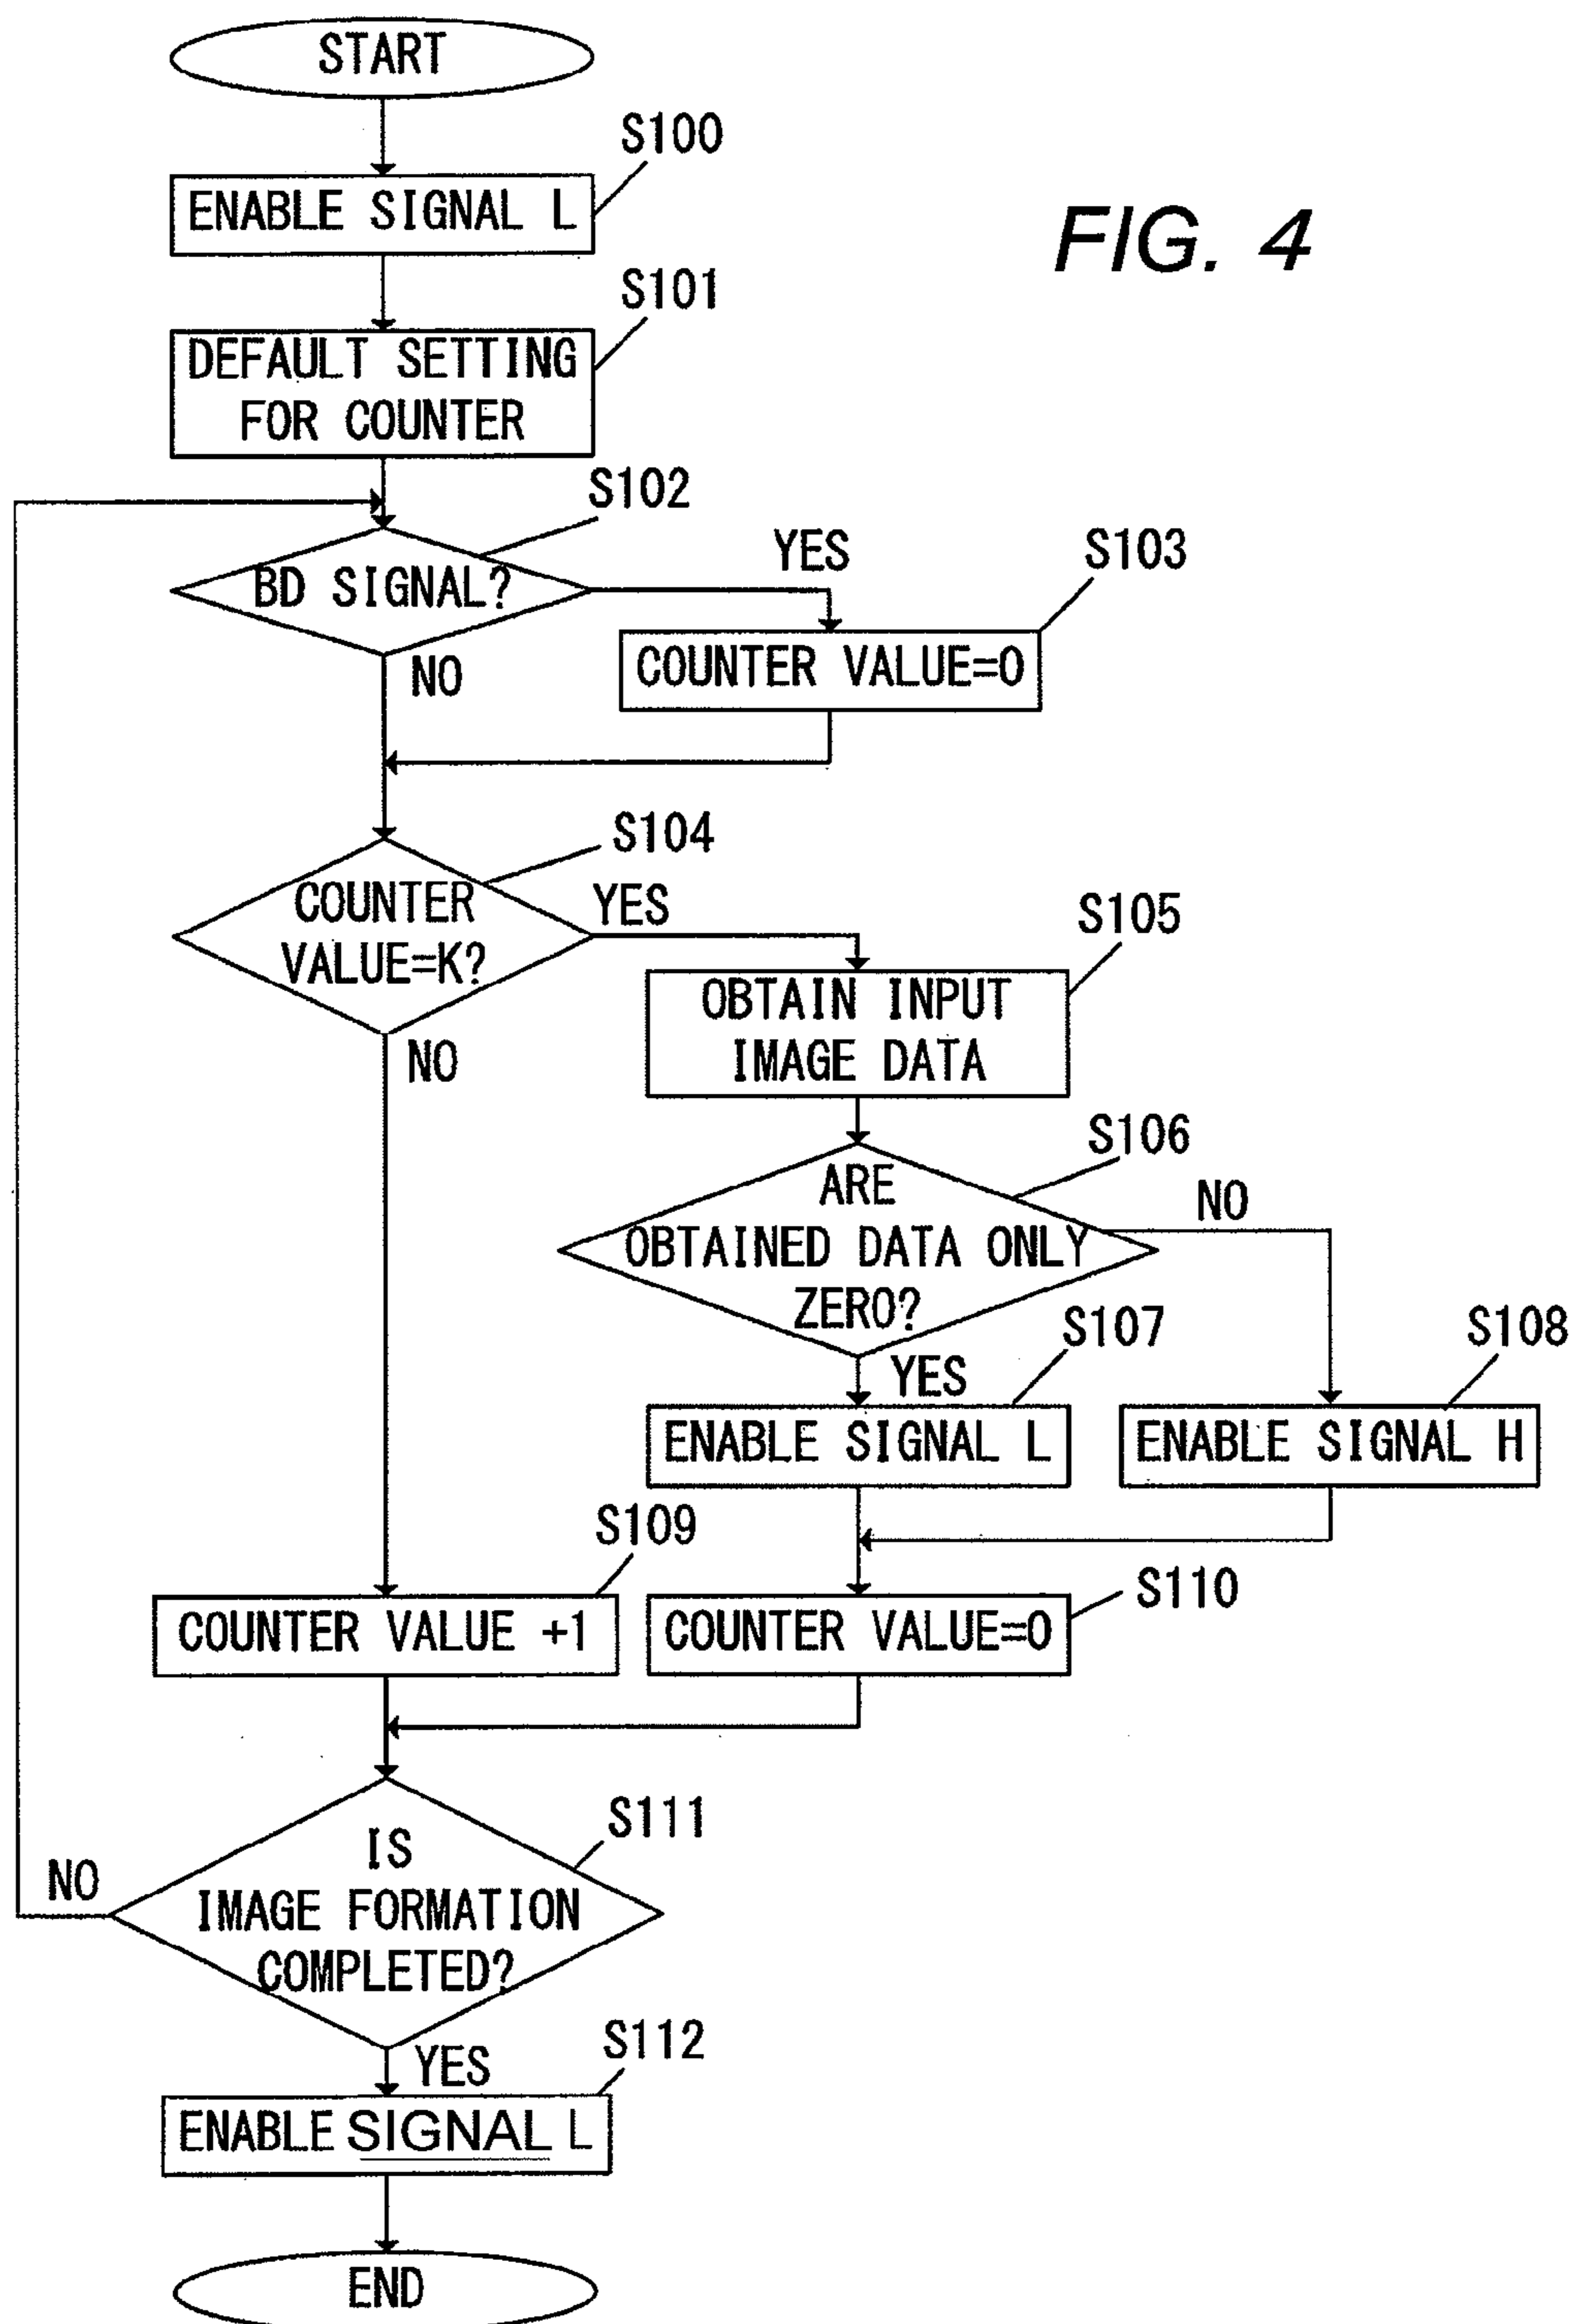 START
S100
ENABLE SIGNAL L
FIG. 4
S101
DEFAULT SETTING
FOR COUNTER
S102
BD SIGNAL?
YES
S103
COUNTER VALUE=0
NO
S104
COUNTER
VALUE=K?
YES
S105
OBTAIN INPUT
IMAGE DATA
NO
S106
ARE
OBTAINED DATA ONLY
ZERO?
NO
S107
YES
S108
ENABLE SIGNAL L
ENABLE SIGNAL H
S109
COUNTER VALUE +1
COUNTER VALUE=0
S110
S111
IS
IMAGE FORMATION
COMPLETED?
NO
S112
YES
ENABLE SIGNAL L
END